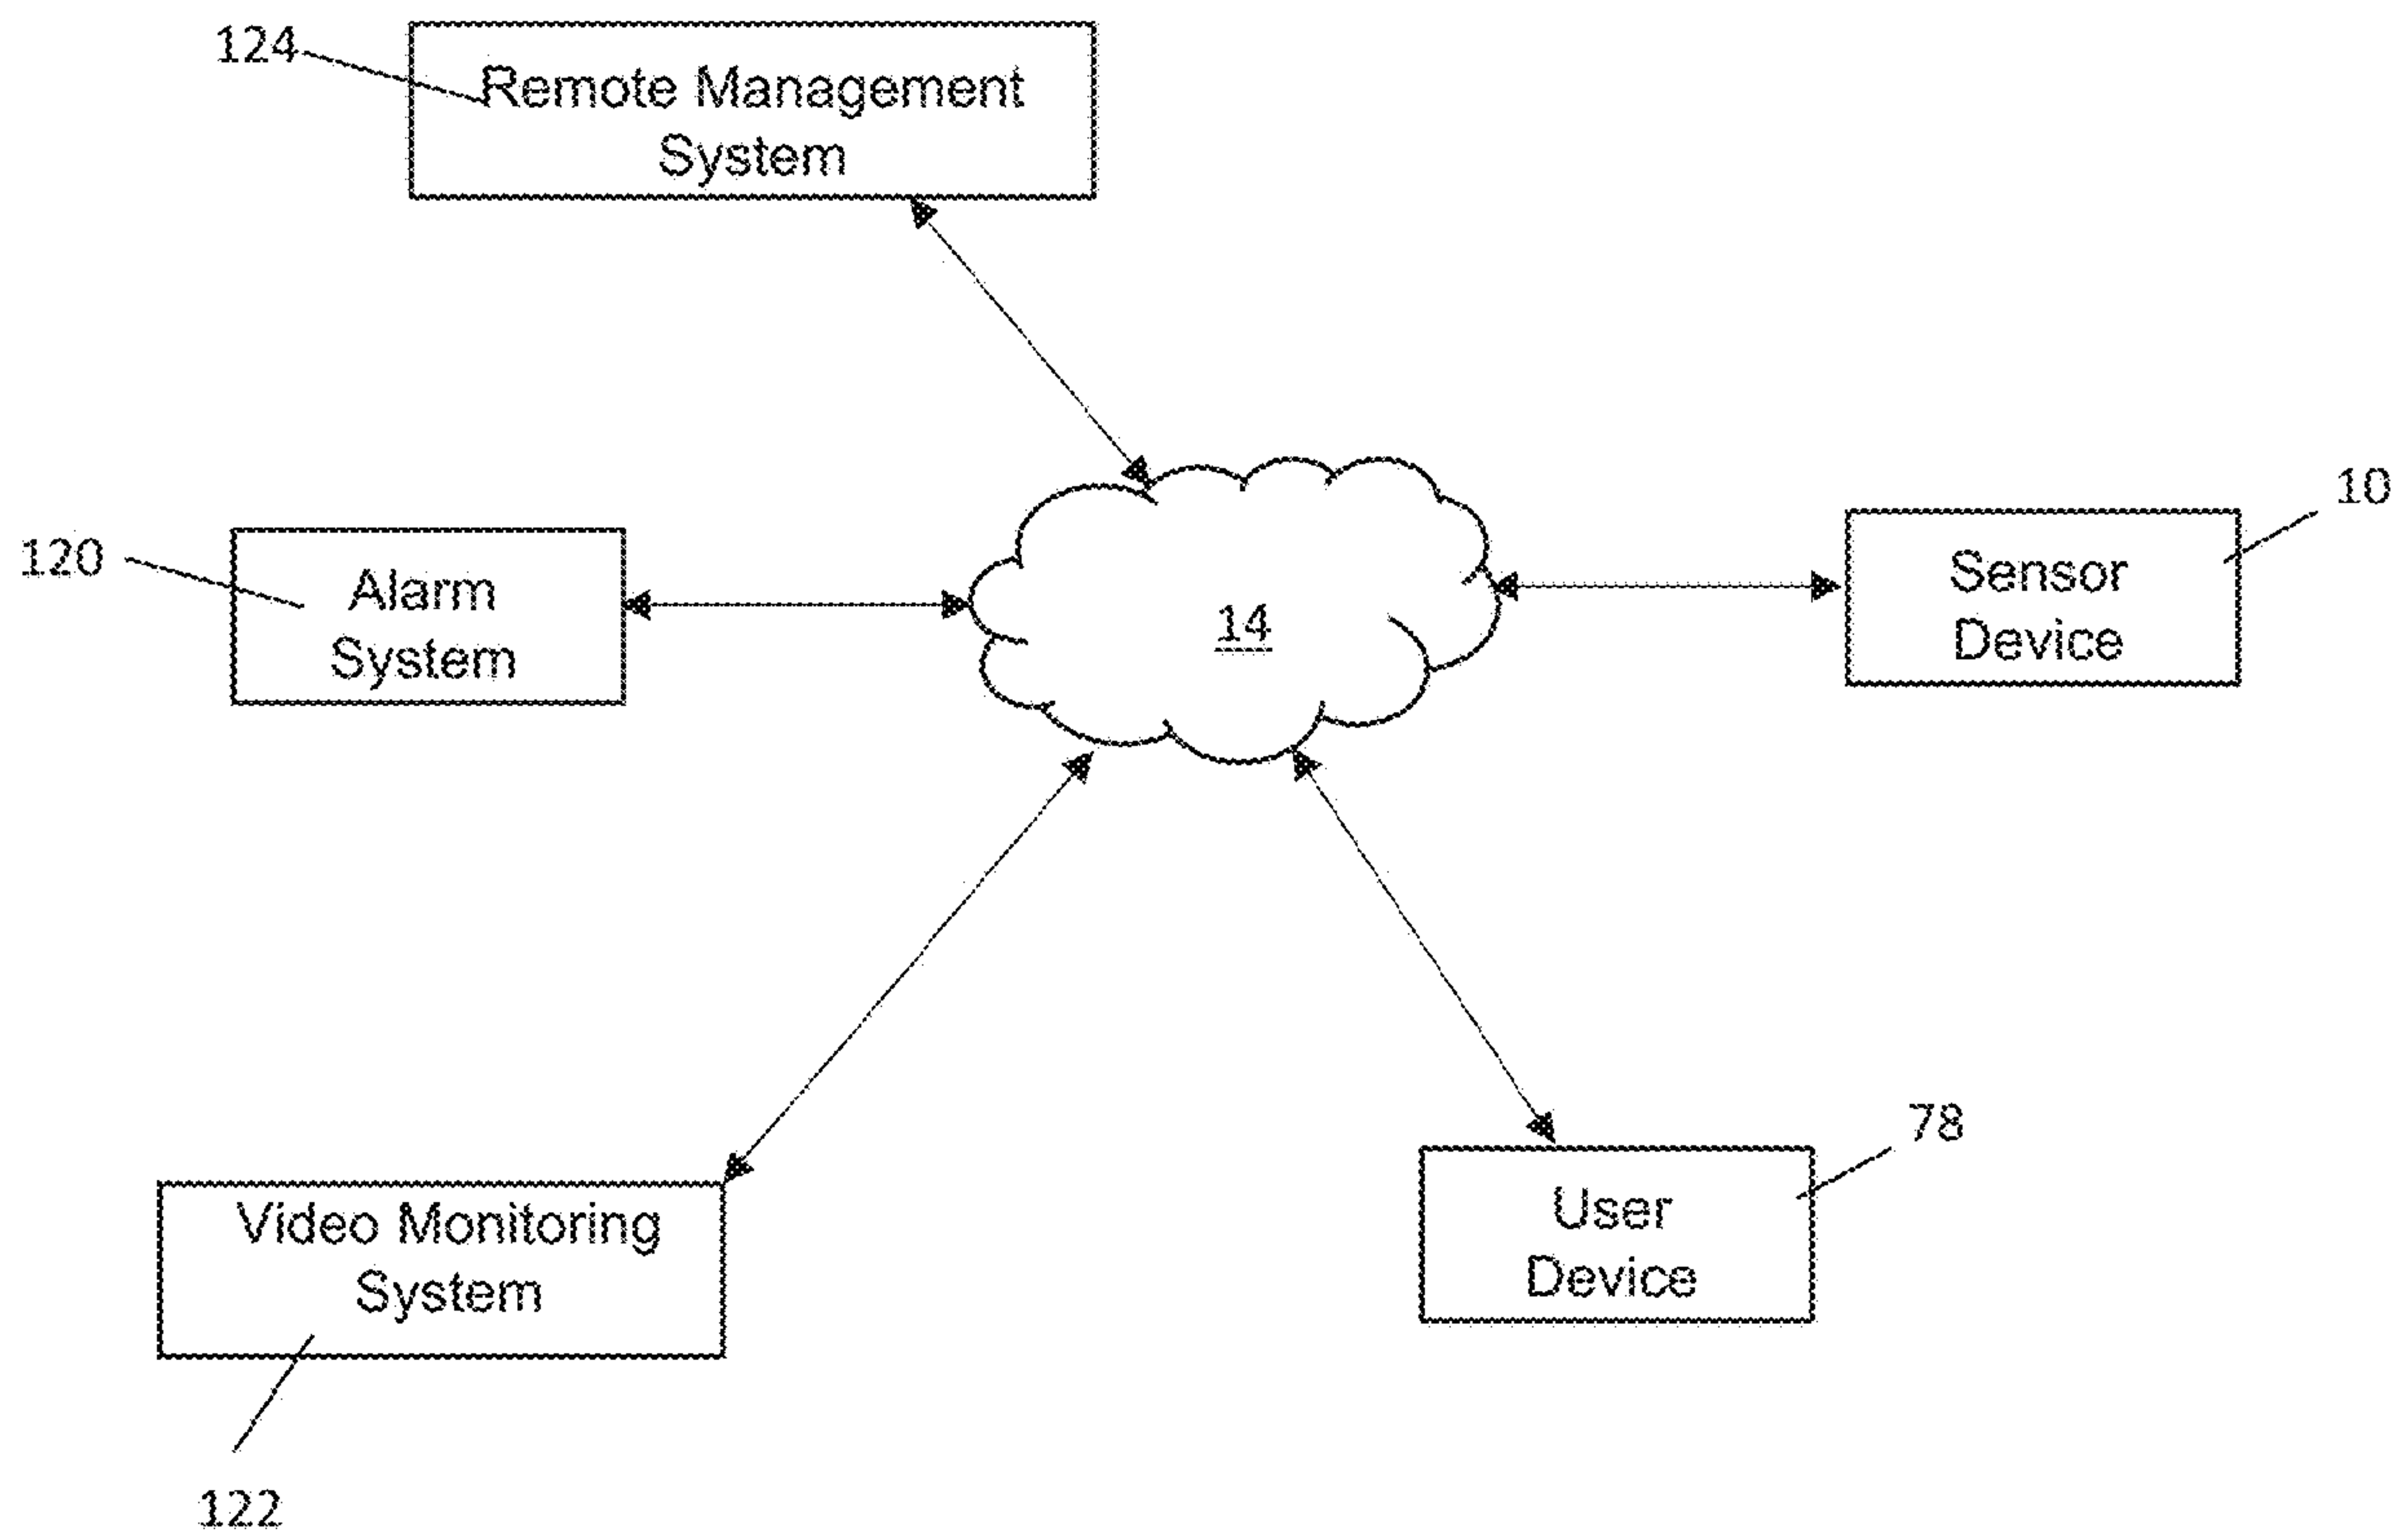 124
Remote Management
System
10
120
Alarm
System
14
Sensor
Device
78
Video Monitoring
System
User
Device
122